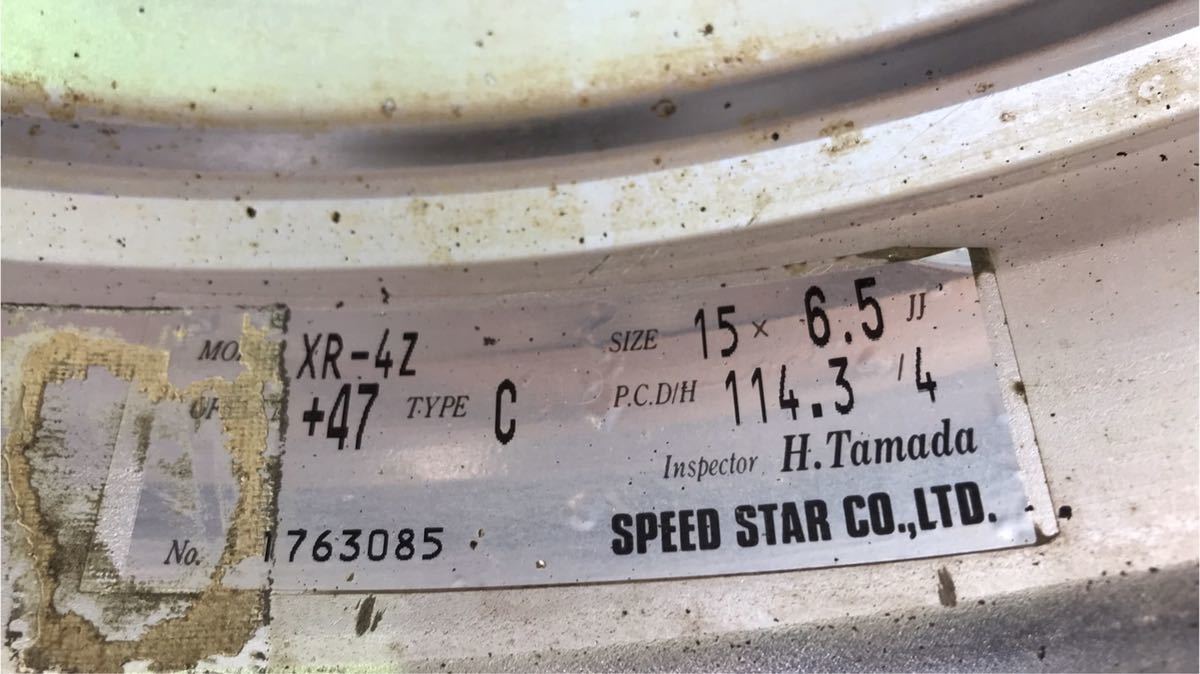 XR-4Z SIZE 15 × 6.5 JJ
+47 TYPE C P.C.D/H 114.3 / 4
Inspector H.Tamada
No. 1763085 SPEED STAR CO.,LTD.